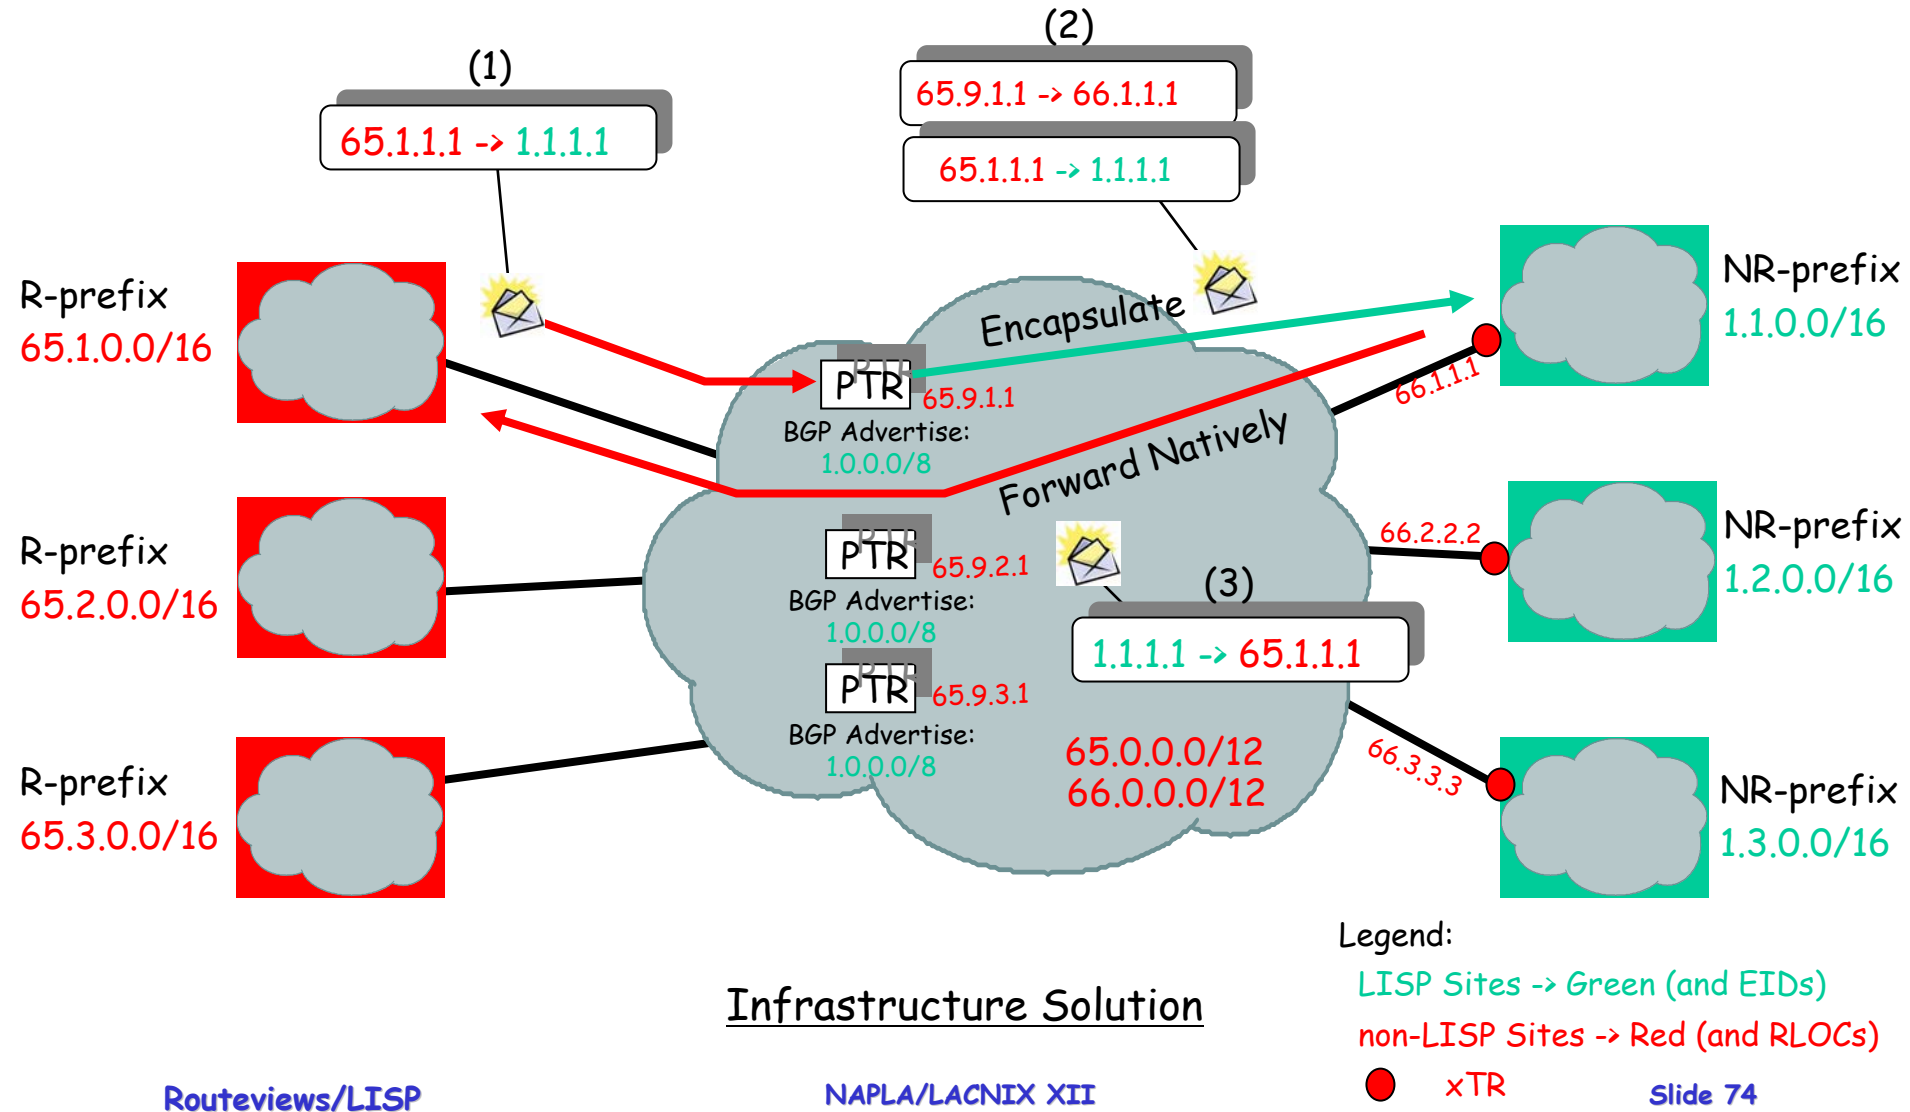 (1)
65.1.1.1 -> 1.1.1.1
(2)
65.9.1.1 -> 66.1.1.1
65.1.1.1 -> 1.1.1.1
R-prefix
65.1.0.0/16
R-prefix
65.2.0.0/16
R-prefix
65.3.0.0/16
Encapsulate
PTR
65.9.1.1
BGP Advertise:
1.0.0.0/8
Forward Natively
PTR
65.9.2.1
BGP Advertise:
1.0.0.0/8
PTR
65.9.3.1
BGP Advertise:
1.0.0.0/8
(3)
1.1.1.1 -> 65.1.1.1
65.0.0.0/12
66.0.0.0/12
66.1.1.1
66.2.2.2
66.3.3.3
NR-prefix
1.1.0.0/16
NR-prefix
1.2.0.0/16
NR-prefix
1.3.0.0/16
Legend:
LISP Sites -> Green (and EIDs)
non-LISP Sites -> Red (and RLOCs)
xTR
Infrastructure Solution
Routeviews/LISP
NAPLA/LACNIX XII
Slide 74